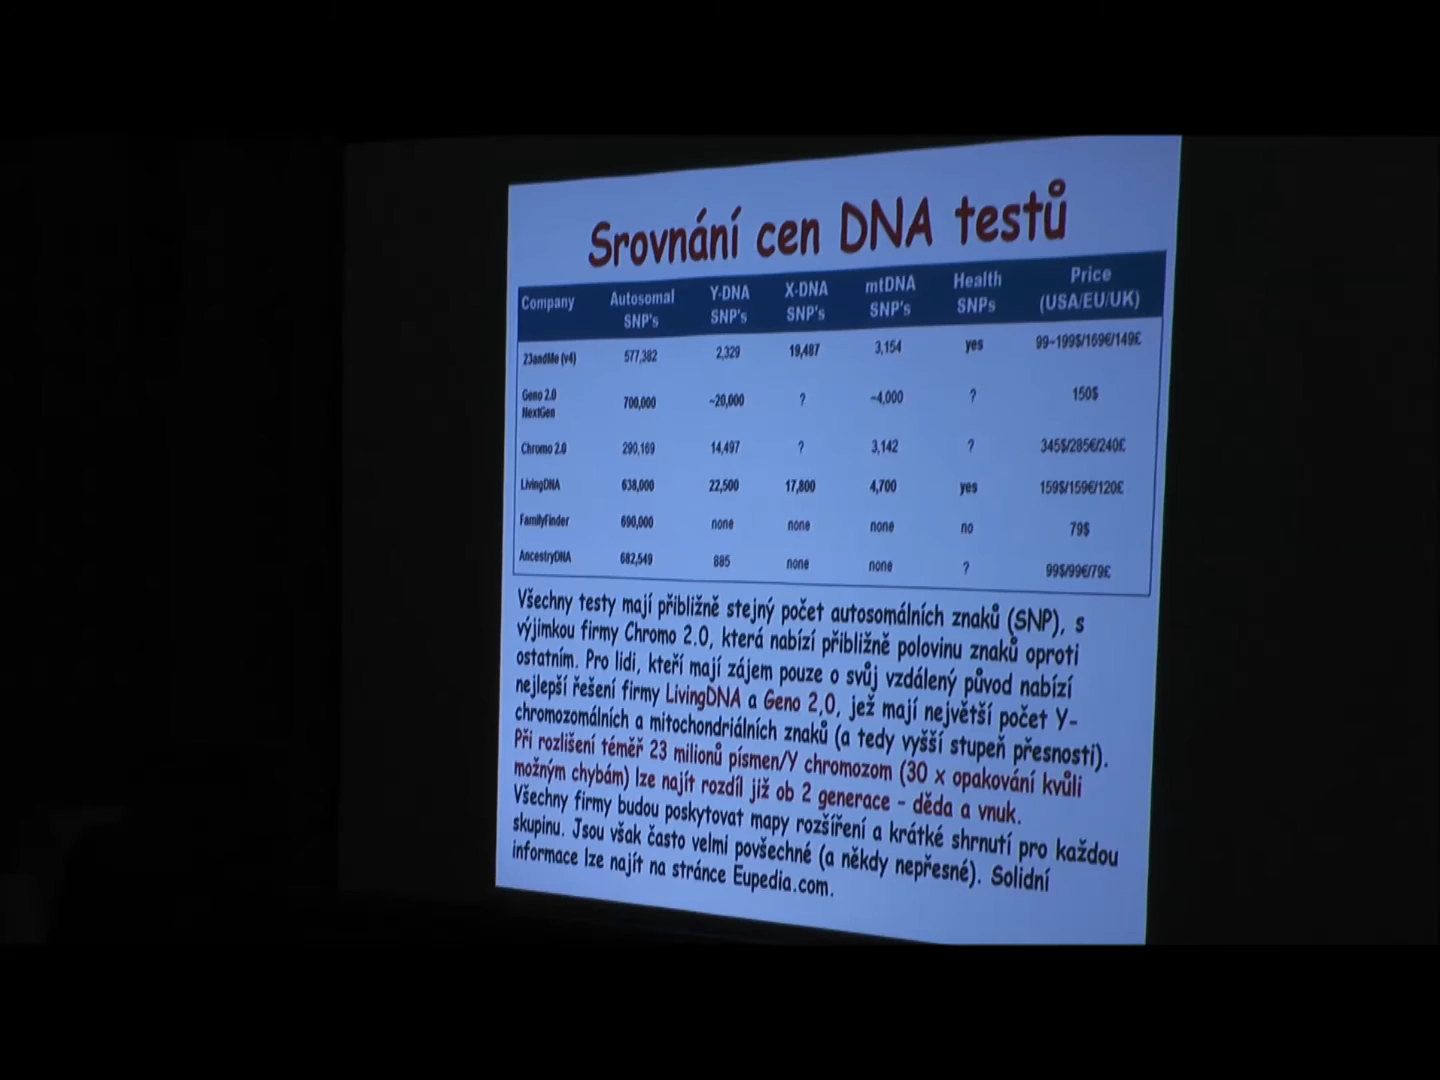 Srovnání cen DNA testů
Company Autosomal SNP's Y-DNA SNP's X-DNA SNP's mtDNA SNP's Health SNPs Price (USA/EU/UK)
23andMe (v4) 577,382 2,329 19,487 3,154 yes 99-199$/169€/149£
Geno 2.0 NextGen 700,000 ~20,000 ? ~4,000 ? 150$
Chromo 2.0 290,169 14,497 ? 3,142 ? 345$/285€/240£
LivingDNA 638,000 22,500 17,800 4,700 yes 159$/159€/120£
FamilyFinder 690,000 none none none no 79$
AncestryDNA 682,549 885 none none ? 99$/99€/79£
Všechny testy mají přibližně stejný počet autosomálních znaků (SNP), s
výjimkou firmy Chromo 2.0, která nabízí přibližně polovinu znaků oproti
ostatním. Pro lidi, kteří mají zájem pouze o svůj vzdálený původ nabízí
nejlepší řešení firmy LivingDNA a Geno 2,0, jež mají největší počet Y-
chromozomálních a mitochondriálních znaků (a tedy vyšší stupeň přesnosti).
Při rozlišení téměř 23 milionů písmen/Y chromozom (30 x opakování kvůli
možným chybám) lze najít rozdíl již ob 2 generace - děda a vnuk.
Všechny firmy budou poskytovat mapy rozšíření a krátké shrnutí pro každou
skupinu. Jsou však často velmi povšechné (a někdy nepřesné). Solidní
informace lze najít na stránce Eupedia.com.